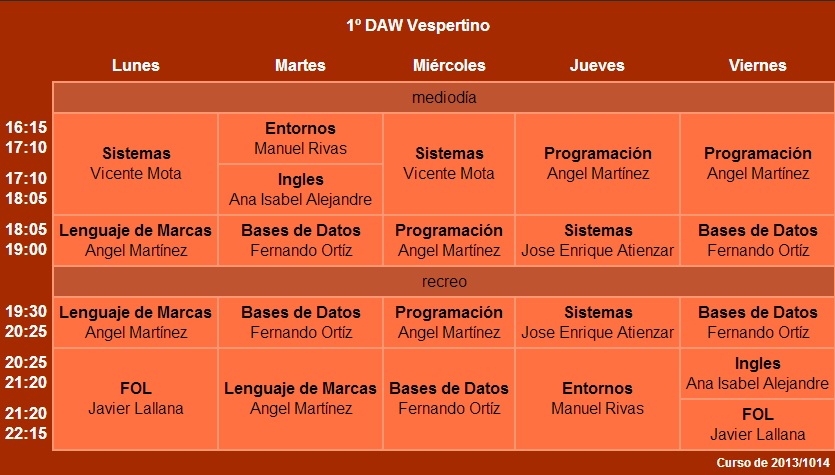 1º DAW Vespertino
Lunes Martes Miércoles Jueves Viernes
mediodía
16:15
17:10
17:10
18:05
Sistemas
Vicente Mota
Entornos
Manuel Rivas
Ingles
Ana Isabel Alejandre
Sistemas
Vicente Mota
Programación
Angel Martínez
Programación
Angel Martínez
18:05
19:00
Lenguaje de Marcas
Angel Martínez
Bases de Datos
Fernando Ortíz
Programación
Angel Martínez
Sistemas
Jose Enrique Atienzar
Bases de Datos
Fernando Ortíz
recreo
19:30
20:25
Lenguaje de Marcas
Angel Martínez
Bases de Datos
Fernando Ortíz
Programación
Angel Martínez
Sistemas
Jose Enrique Atienzar
Bases de Datos
Fernando Ortíz
20:25
21:20
21:20
22:15
FOL
Javier Lallana
Lenguaje de Marcas
Angel Martínez
Bases de Datos
Fernando Ortíz
Entornos
Manuel Rivas
Ingles
Ana Isabel Alejandre
FOL
Javier Lallana
Curso de 2013/1014